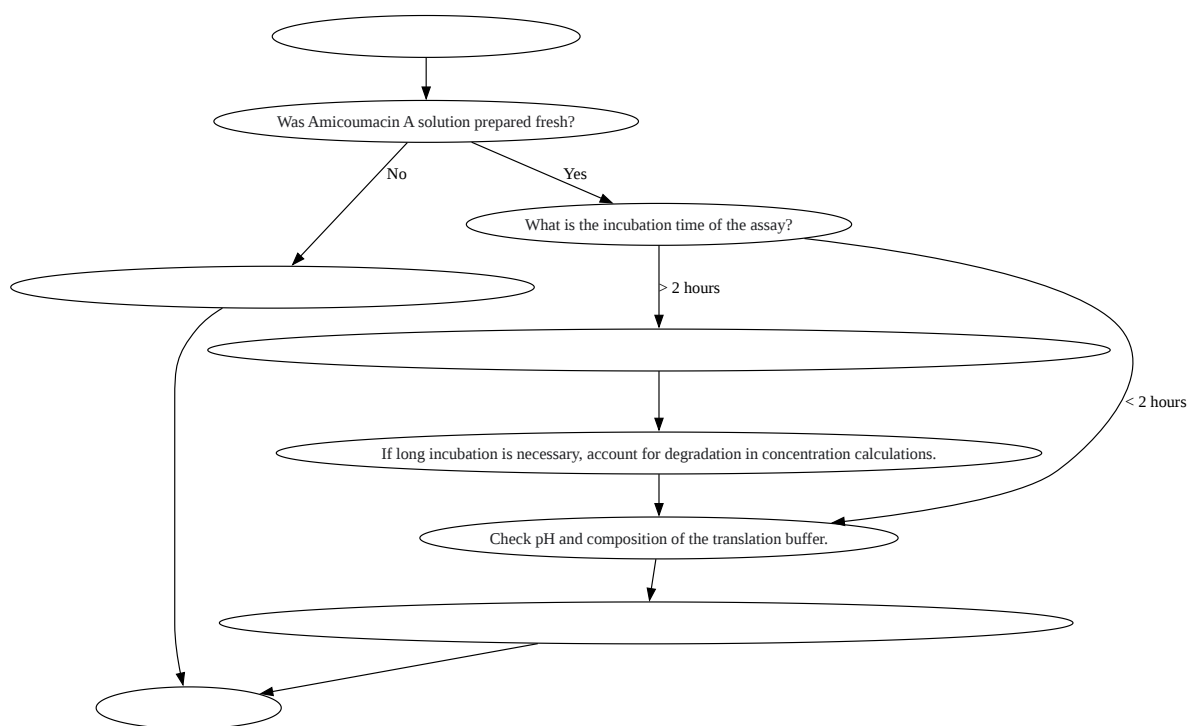 Was Amicoumacin A solution prepared fresh?
No
Yes
What is the incubation time of the assay?
> 2 hours
< 2 hours
If long incubation is necessary, account for degradation in concentration calculations.
Check pH and composition of the translation buffer.